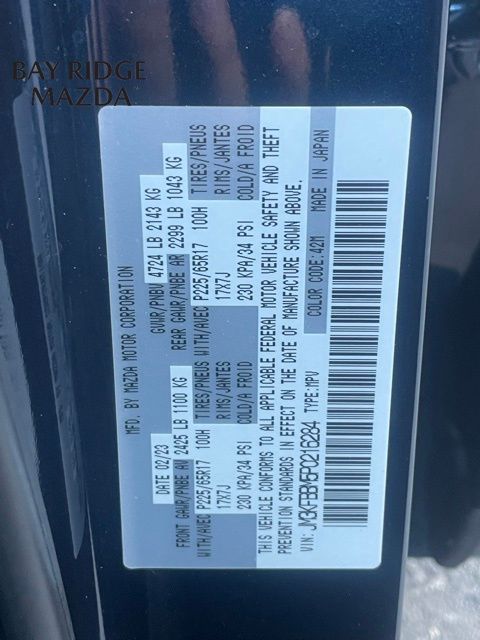 BAY RIDGE
MAZDA
MFD. BY MAZDA MOTOR CORPORATION
DATE 02/23 GVWR/PNBV 4724 LB 2143 KG
FRONT GAWR/PNBE AV 2425 LB 1100 KG REAR GAWR/PNBE AR 2299 LB 1043 KG
TIRES/PNEUS WITH/AVEC P225/65R17 100H TIRES/PNEUS
WITH/AVEC P225/65R17 100H
RIMS/JANTES 17X7J RIMS/JANTES
17X7J
COLD/A FROID 230 KPA/34 PSI COLD/A FROID
230 KPA/34 PSI
THIS VEHICLE CONFORMS TO ALL APPLICABLE FEDERAL MOTOR VEHICLE SAFETY AND THEFT
PREVENTION STANDARDS IN EFFECT ON THE DATE OF MANUFACTURE SHOWN ABOVE.
VIN: JM3KFBBM5P0216284 TYPE:MPV COLOR CODE:42M MADE IN JAPAN